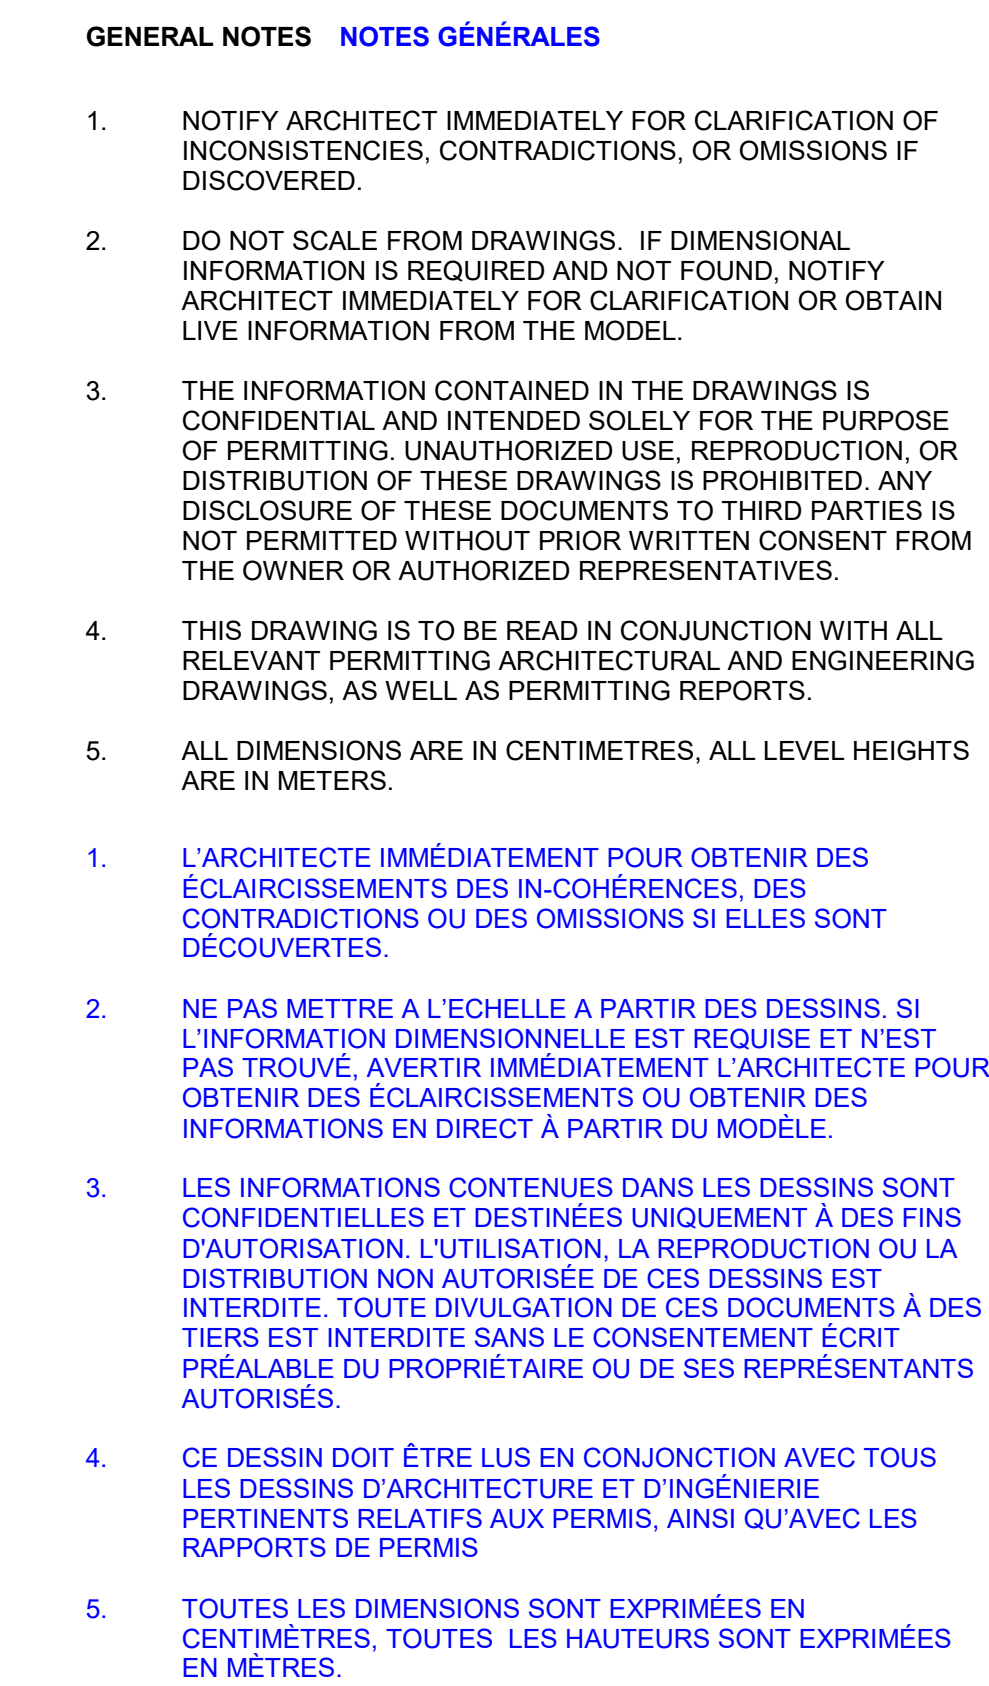 GENERAL NOTES NOTES GÉNÉRALES
1. NOTIFY ARCHITECT IMMEDIATELY FOR CLARIFICATION OF
INCONSISTENCIES, CONTRADICTIONS, OR OMISSIONS IF
DISCOVERED.
2. DO NOT SCALE FROM DRAWINGS. IF DIMENSIONAL
INFORMATION IS REQUIRED AND NOT FOUND, NOTIFY
ARCHITECT IMMEDIATELY FOR CLARIFICATION OR OBTAIN
LIVE INFORMATION FROM THE MODEL.
3. THE INFORMATION CONTAINED IN THE DRAWINGS IS
CONFIDENTIAL AND INTENDED SOLELY FOR THE PURPOSE
OF PERMITTING. UNAUTHORIZED USE, REPRODUCTION, OR
DISTRIBUTION OF THESE DRAWINGS IS PROHIBITED. ANY
DISCLOSURE OF THESE DOCUMENTS TO THIRD PARTIES IS
NOT PERMITTED WITHOUT PRIOR WRITTEN CONSENT FROM
THE OWNER OR AUTHORIZED REPRESENTATIVES.
4. THIS DRAWING IS TO BE READ IN CONJUNCTION WITH ALL
RELEVANT PERMITTING ARCHITECTURAL AND ENGINEERING
DRAWINGS, AS WELL AS PERMITTING REPORTS.
5. ALL DIMENSIONS ARE IN CENTIMETRES, ALL LEVEL HEIGHTS
ARE IN METERS.
1. L’ARCHITECTE IMMÉDIATEMENT POUR OBTENIR DES
ÉCLAIRCISSEMENTS DES IN-COHÉRENCES, DES
CONTRADICTIONS OU DES OMISSIONS SI ELLES SONT
DÉCOUVERTES.
2. NE PAS METTRE A L’ECHELLE A PARTIR DES DESSINS. SI
L’INFORMATION DIMENSIONNELLE EST REQUISE ET N’EST
PAS TROUVÉ, AVERTIR IMMÉDIATEMENT L’ARCHITECTE POUR
OBTENIR DES ÉCLAIRCISSEMENTS OU OBTENIR DES
INFORMATIONS EN DIRECT À PARTIR DU MODÈLE.
3. LES INFORMATIONS CONTENUES DANS LES DESSINS SONT
CONFIDENTIELLES ET DESTINÉES UNIQUEMENT À DES FINS
D'AUTORISATION. L'UTILISATION, LA REPRODUCTION OU LA
DISTRIBUTION NON AUTORISÉE DE CES DESSINS EST
INTERDITE. TOUTE DIVULGATION DE CES DOCUMENTS À DES
TIERS EST INTERDITE SANS LE CONSENTEMENT ÉCRIT
PRÉALABLE DU PROPRIÉTAIRE OU DE SES REPRÉSENTANTS
AUTORISÉS.
4. CE DESSIN DOIT ÊTRE LUS EN CONJONCTION AVEC TOUS
LES DESSINS D’ARCHITECTURE ET D’INGÉNIERIE
PERTINENTS RELATIFS AUX PERMIS, AINSI QU’AVEC LES
RAPPORTS DE PERMIS
5. TOUTES LES DIMENSIONS SONT EXPRIMÉES EN
CENTIMÈTRES, TOUTES LES HAUTEURS SONT EXPRIMÉES
EN MÈTRES.